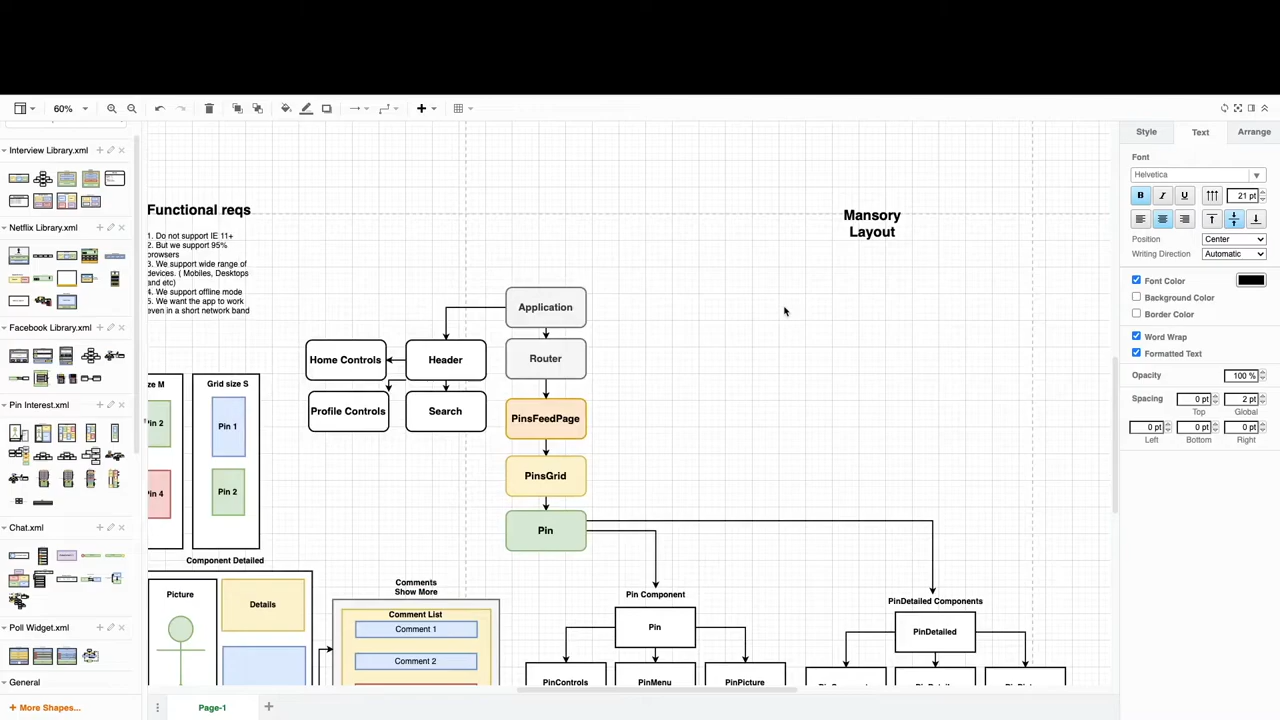 60%
Interview Library.xml
Netflix Library.xml
Facebook Library.xml
Pin Interest.xml
Chat.xml
Poll Widget.xml
General
+ More Shapes...
Functional reqs
1. Do not support IE 11+
2. But we support 95%
browsers
3. We support wide range of
devices. ( Mobiles, Desktops
and etc)
4. We support offline mode
5. We want the app to work
even in a short network band
ze M
Pin 2
Pin 4
Grid size S
Pin 1
Pin 2
Component Detailed
Picture
Details
Comments
Show More
Comment List
Comment 1
Comment 2
Application
Home Controls
Header
Router
Profile Controls
Search
PinsFeedPage
PinsGrid
Pin
Mansory
Layout
Pin Component
Pin
PinControls
PinMenu
PinPicture
PinDetailed Components
PinDetailed
Page-1
Style
Text
Arrange
Font
Helvetica
B
I
U
21 pt
Position
Center
Writing Direction
Automatic
Font Color
Background Color
Border Color
Word Wrap
Formatted Text
Opacity
100 %
Spacing
0 pt
2 pt
Top
Global
0 pt
0 pt
0 pt
Left
Bottom
Right